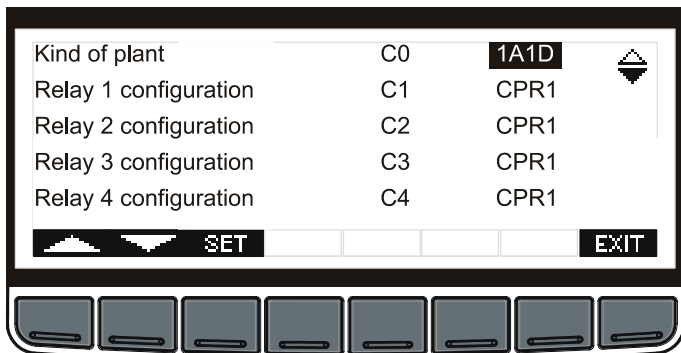 Kind of plant C0 1A1D
Relay 1 configuration C1 CPR1
Relay 2 configuration C2 CPR1
Relay 3 configuration C3 CPR1
Relay 4 configuration C4 CPR1
SET EXIT